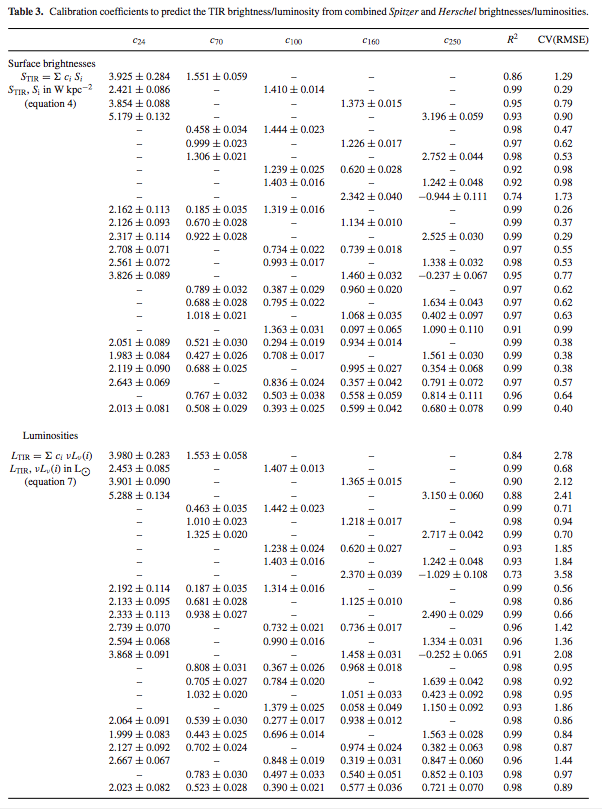 Table 3. Calibration coefficients to predict the TIR brightness/luminosity from combined Spitzer and Herschel brightnesses/luminosities.
c24 c70 c100 c160 c250 R² CV(RMSE)
Surface brightnesses
STIR = Σ ci Si 3.925 ± 0.284 1.551 ± 0.059 – – – 0.86 1.29
STIR, Si in W kpc−2 2.421 ± 0.086 – 1.410 ± 0.014 – – 0.99 0.29
(equation 4) 3.854 ± 0.088 – – 1.373 ± 0.015 – 0.95 0.79
5.179 ± 0.132 – – – 3.196 ± 0.059 0.93 0.90
– 0.458 ± 0.034 1.444 ± 0.023 – – 0.98 0.47
– 0.999 ± 0.023 – 1.226 ± 0.017 – 0.97 0.62
– 1.306 ± 0.021 – – 2.752 ± 0.044 0.98 0.53
– – 1.239 ± 0.025 0.620 ± 0.028 – 0.92 0.98
– – 1.403 ± 0.016 – 1.242 ± 0.048 0.92 0.98
– – – 2.342 ± 0.040 −0.944 ± 0.111 0.74 1.73
2.162 ± 0.113 0.185 ± 0.035 1.319 ± 0.016 – – 0.99 0.26
2.126 ± 0.093 0.670 ± 0.028 – 1.134 ± 0.010 – 0.99 0.37
2.317 ± 0.114 0.922 ± 0.028 – – 2.525 ± 0.030 0.99 0.29
2.708 ± 0.071 – 0.734 ± 0.022 0.739 ± 0.018 – 0.97 0.55
2.561 ± 0.072 – 0.993 ± 0.017 – 1.338 ± 0.032 0.98 0.53
3.826 ± 0.089 – – 1.460 ± 0.032 −0.237 ± 0.067 0.95 0.77
– 0.789 ± 0.032 0.387 ± 0.029 0.960 ± 0.020 – 0.97 0.62
– 0.688 ± 0.028 0.795 ± 0.022 – 1.634 ± 0.043 0.97 0.62
– 1.018 ± 0.021 – 1.068 ± 0.035 0.402 ± 0.097 0.97 0.63
– – 1.363 ± 0.031 0.097 ± 0.065 1.090 ± 0.110 0.91 0.99
2.051 ± 0.089 0.521 ± 0.030 0.294 ± 0.019 0.934 ± 0.014 – 0.99 0.38
1.983 ± 0.084 0.427 ± 0.026 0.708 ± 0.017 – 1.561 ± 0.030 0.99 0.38
2.119 ± 0.090 0.688 ± 0.025 – 0.995 ± 0.027 0.354 ± 0.068 0.99 0.38
2.643 ± 0.069 – 0.836 ± 0.024 0.357 ± 0.042 0.791 ± 0.072 0.97 0.57
– 0.767 ± 0.032 0.503 ± 0.038 0.558 ± 0.059 0.814 ± 0.111 0.96 0.64
2.013 ± 0.081 0.508 ± 0.029 0.393 ± 0.025 0.599 ± 0.042 0.680 ± 0.078 0.99 0.40
Luminosities
LTIR = Σ ci νLν(i) 3.980 ± 0.283 1.553 ± 0.058 – – – 0.84 2.78
LTIR, νLν(i) in L⊙ 2.453 ± 0.085 – 1.407 ± 0.013 – – 0.99 0.68
(equation 7) 3.901 ± 0.090 – – 1.365 ± 0.015 – 0.90 2.12
5.288 ± 0.134 – – – 3.150 ± 0.060 0.88 2.41
– 0.463 ± 0.035 1.442 ± 0.023 – – 0.99 0.71
– 1.010 ± 0.023 – 1.218 ± 0.017 – 0.98 0.94
– 1.325 ± 0.020 – – 2.717 ± 0.042 0.99 0.70
– – 1.238 ± 0.024 0.620 ± 0.027 – 0.93 1.85
– – 1.403 ± 0.015 – 1.242 ± 0.048 0.93 1.84
– – – 2.370 ± 0.039 −1.029 ± 0.108 0.73 3.58
2.192 ± 0.114 0.187 ± 0.035 1.314 ± 0.016 – – 0.99 0.56
2.133 ± 0.095 0.681 ± 0.028 – 1.125 ± 0.010 – 0.98 0.86
2.333 ± 0.113 0.938 ± 0.027 – – 2.490 ± 0.029 0.99 0.66
2.739 ± 0.070 – 0.732 ± 0.021 0.736 ± 0.017 – 0.96 1.42
2.594 ± 0.068 – 0.990 ± 0.016 – 1.334 ± 0.031 0.96 1.36
3.868 ± 0.091 – – 1.458 ± 0.031 −0.252 ± 0.065 0.91 2.08
– 0.808 ± 0.031 0.367 ± 0.026 0.968 ± 0.018 – 0.98 0.95
– 0.705 ± 0.027 0.784 ± 0.020 – 1.639 ± 0.042 0.98 0.92
– 1.032 ± 0.020 – 1.051 ± 0.033 0.423 ± 0.092 0.98 0.95
– – 1.379 ± 0.025 0.058 ± 0.049 1.150 ± 0.092 0.93 1.86
2.064 ± 0.091 0.539 ± 0.030 0.277 ± 0.017 0.938 ± 0.012 – 0.98 0.86
1.999 ± 0.083 0.443 ± 0.025 0.696 ± 0.014 – 1.563 ± 0.028 0.99 0.84
2.127 ± 0.092 0.702 ± 0.024 – 0.974 ± 0.024 0.382 ± 0.063 0.98 0.87
2.667 ± 0.067 – 0.848 ± 0.019 0.319 ± 0.031 0.847 ± 0.060 0.96 1.44
– 0.783 ± 0.030 0.497 ± 0.033 0.540 ± 0.051 0.852 ± 0.103 0.98 0.97
2.023 ± 0.082 0.523 ± 0.028 0.390 ± 0.021 0.577 ± 0.036 0.721 ± 0.070 0.98 0.89